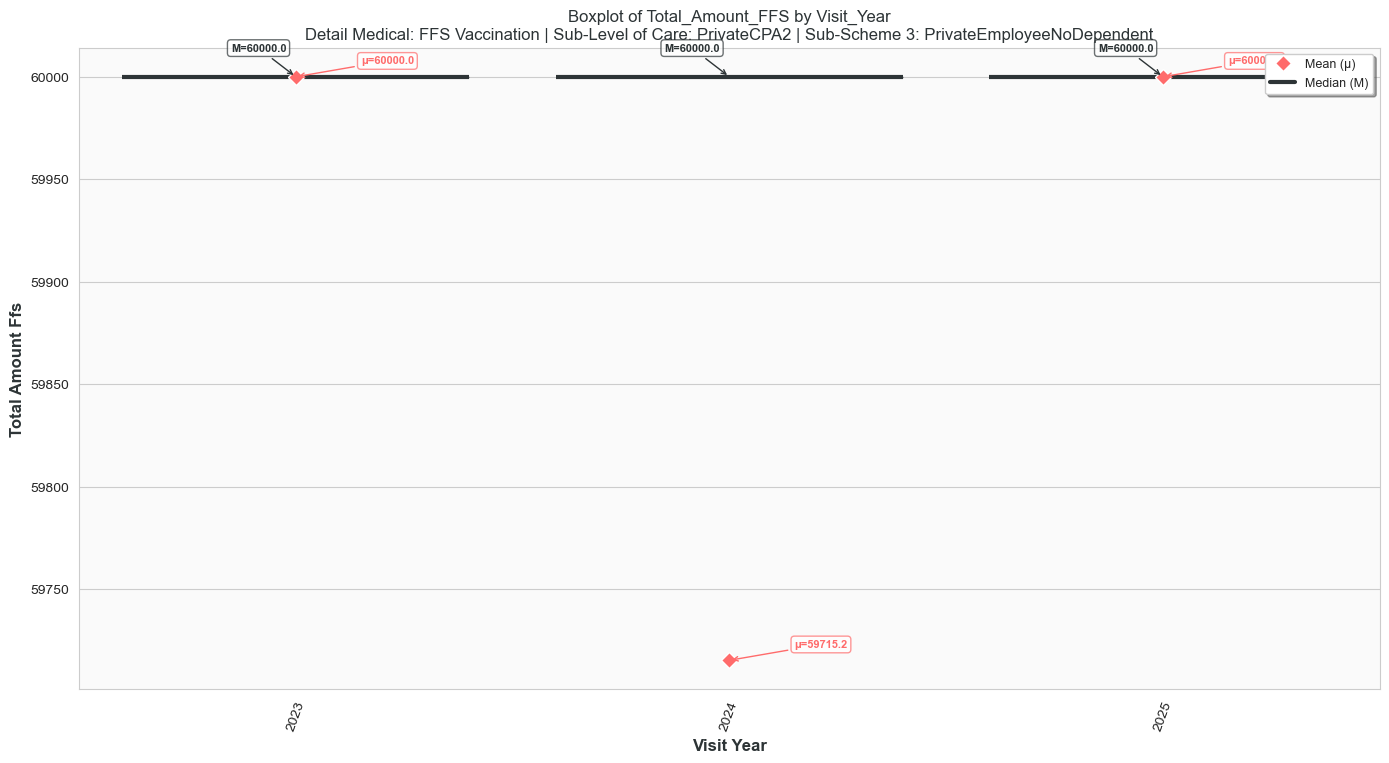 Boxplot of Total_Amount_FFS by Visit_Year
Detail Medical: FFS Vaccination | Sub-Level of Care: PrivateCPA2 | Sub-Scheme 3: PrivateEmployeeNoDependent
M=60000.0
M=60000.0
M=60000.0
μ=60000.0
Mean (μ)
Median (M)
60000
59950
59900
59850
59800
59750
Total Amount Ffs
μ=59715.2
2023
2024
2025
Visit Year